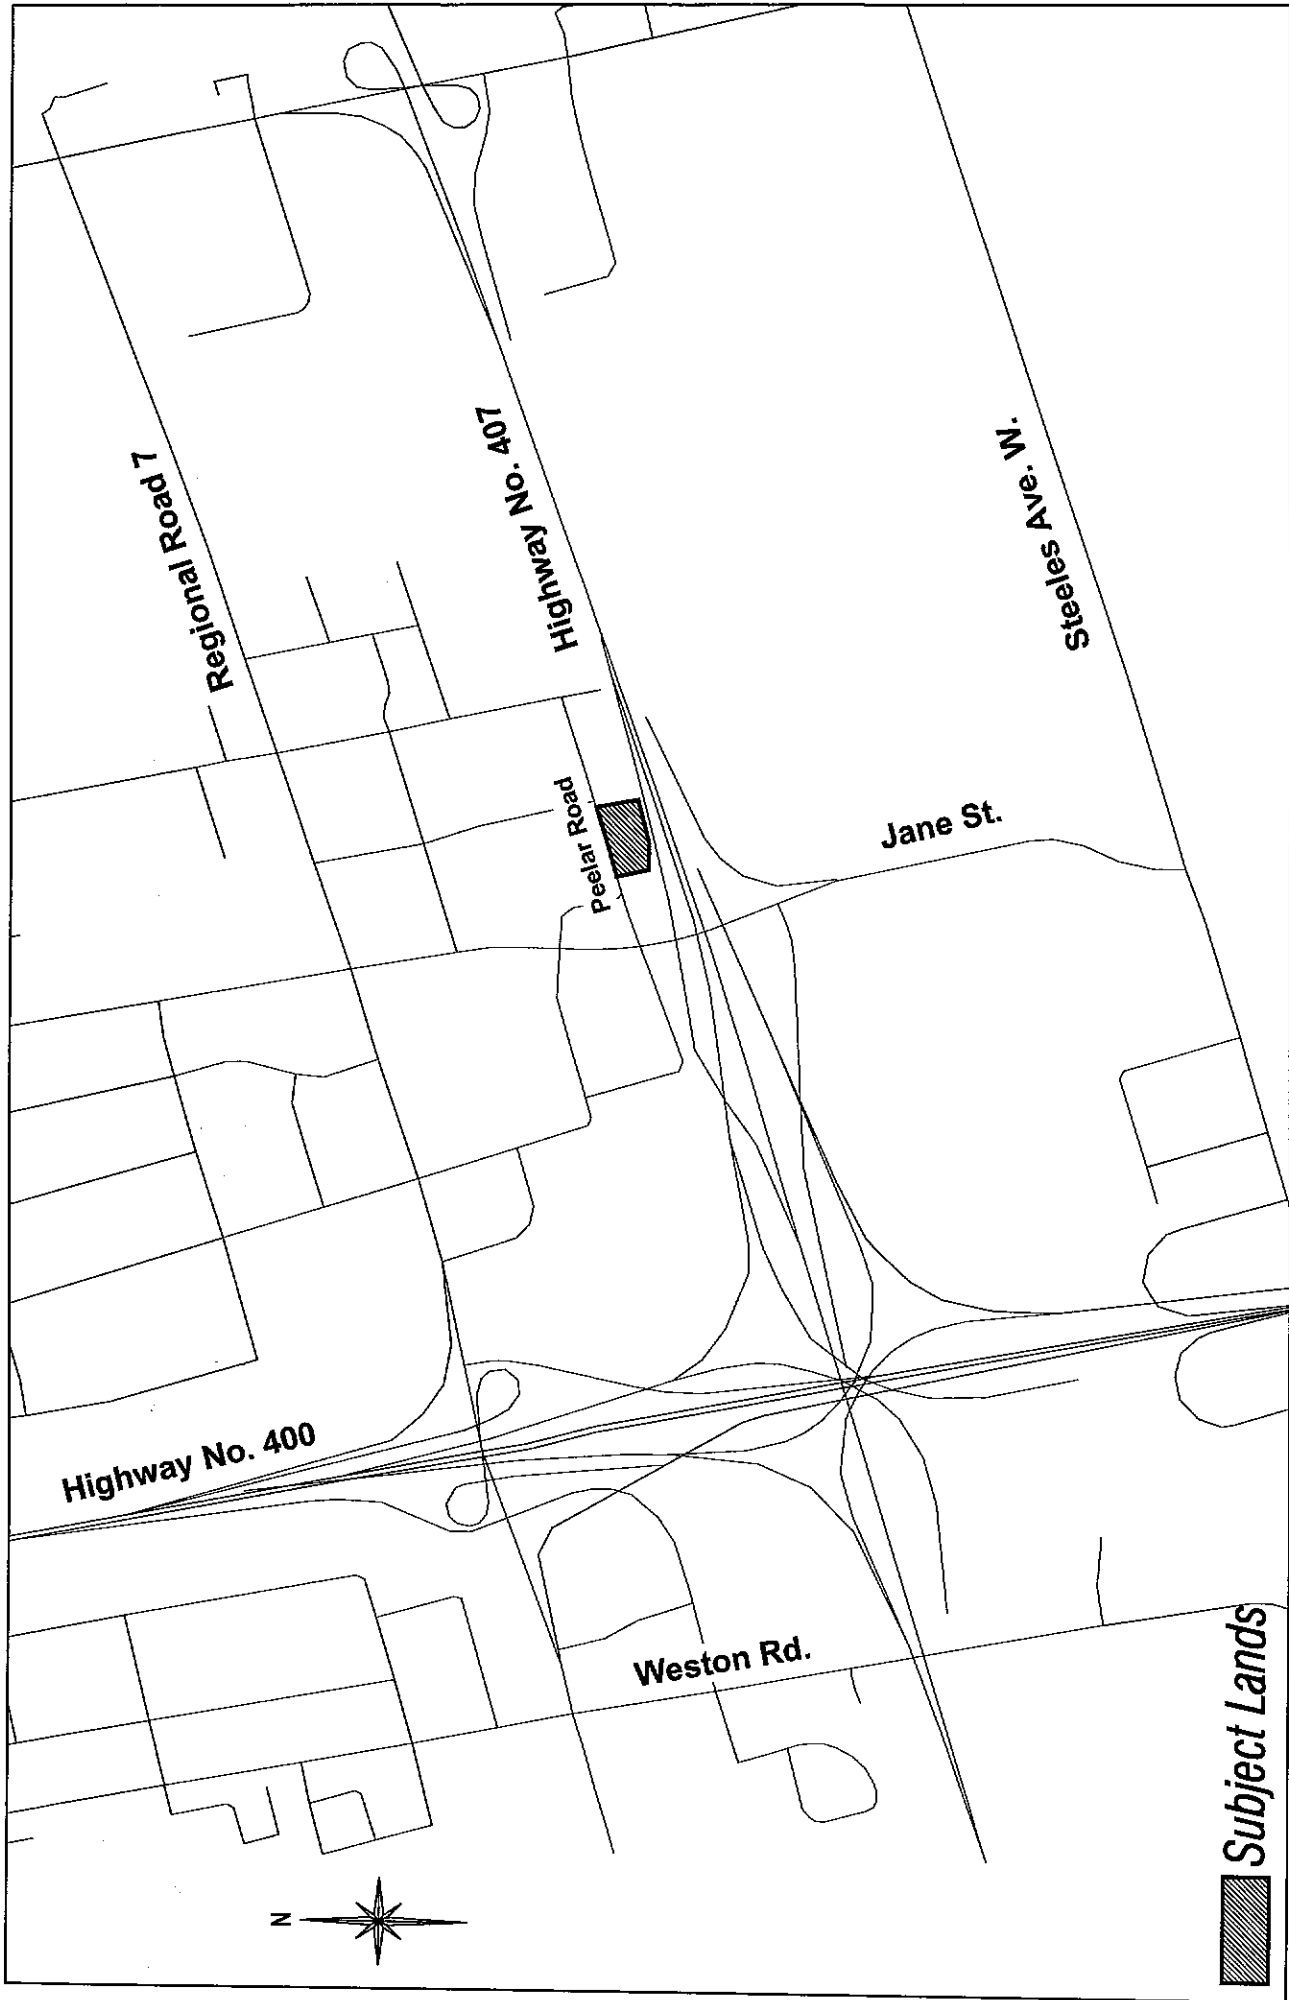 Regional Road 7
Highway No. 407
Steeles Ave. W.
Peelar Road
Jane St.
Highway No. 400
Weston Rd.
N
Subject Lands